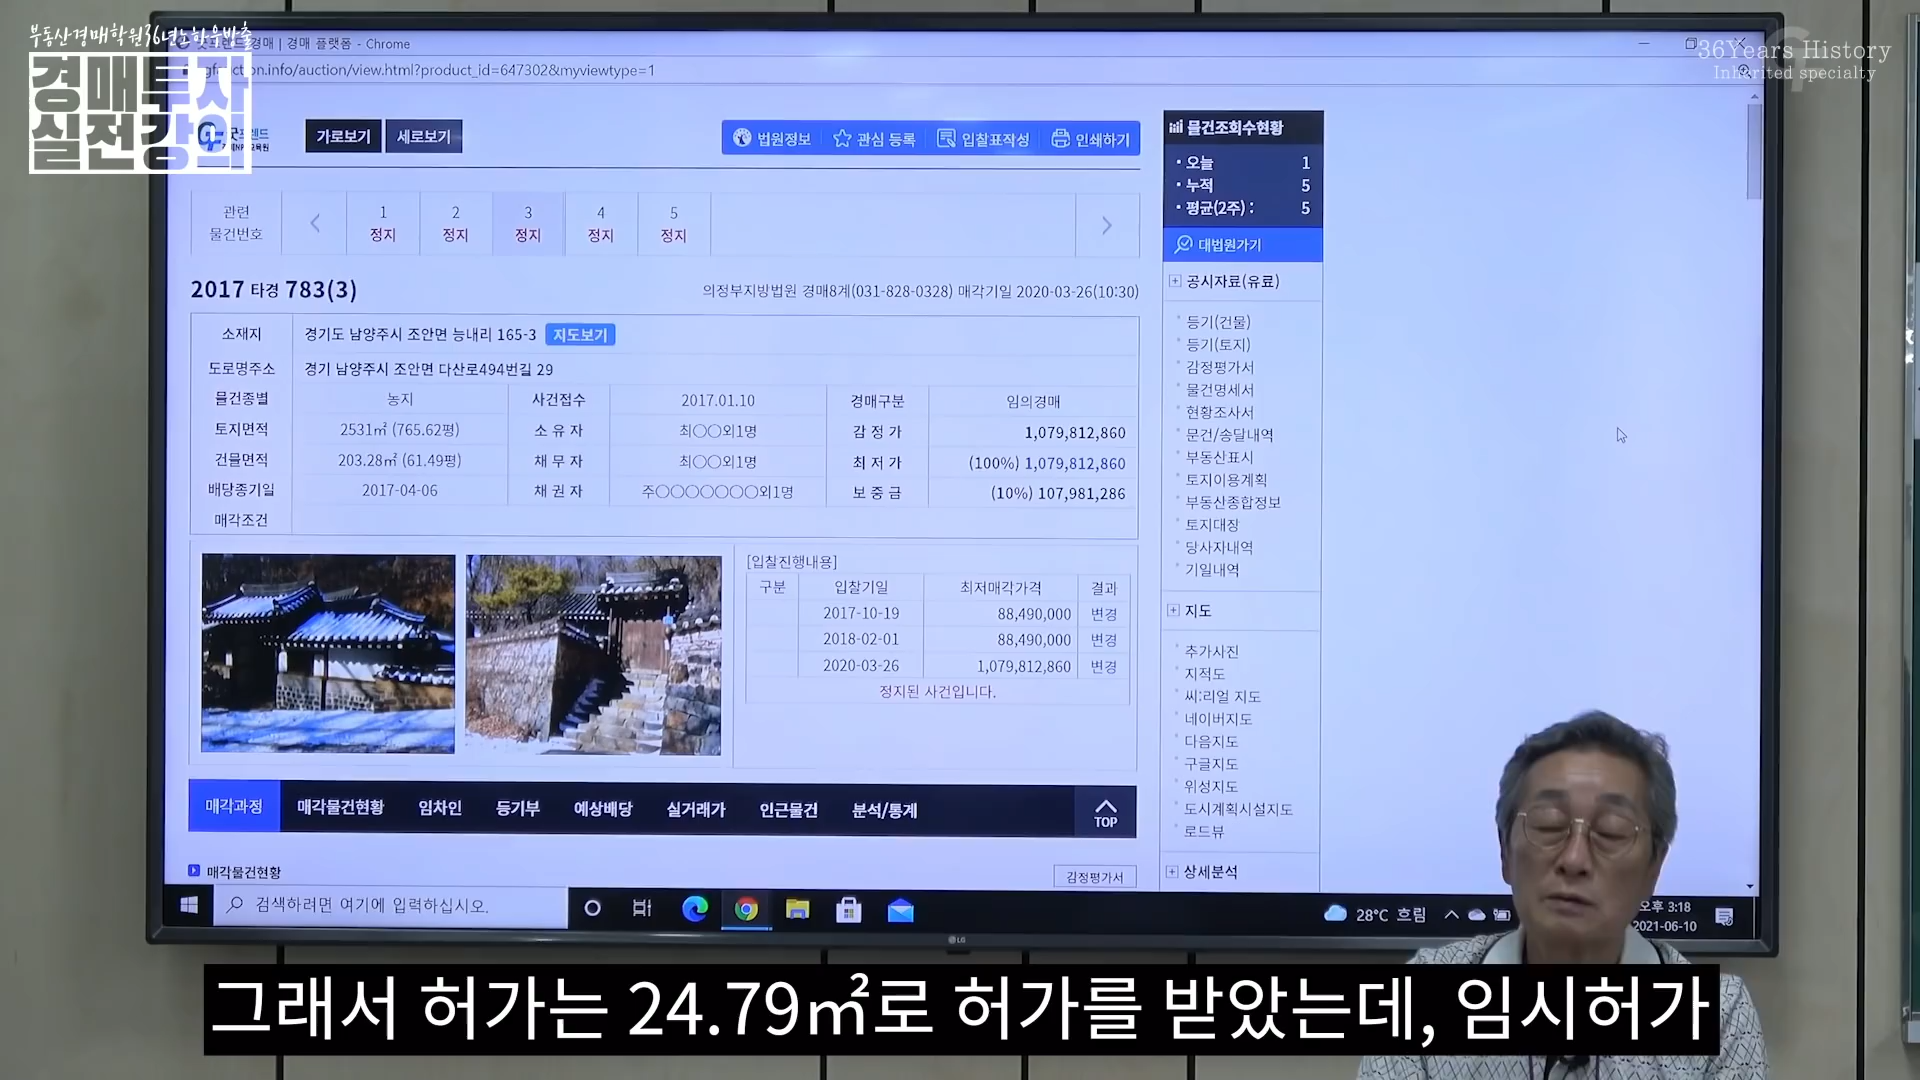 부동산경매학원36년노하우방출
경매투자
실전강의
36Years History
Inherited specialty
경매 | 경매 플랫폼 - Chrome
ction.info/auction/view.html?product_id=647302&myviewtype=1
가로보기
세로보기
법원정보
관심 등록
입찰표작성
인쇄하기
관련
물건번호
1
정지
2
정지
3
정지
4
정지
5
정지
2017 타경 783(3)
의정부지방법원 경매8계(031-828-0328) 매각기일 2020-03-26(10:30)
소재지 경기도 남양주시 조안면 능내리 165-3 지도보기
도로명주소 경기 남양주시 조안면 다산로494번길 29
물건종별 농지 사건접수 2017.01.10 경매구분 임의경매
토지면적 2531㎡ (765.62평) 소 유 자 최○○외1명 감 정 가 1,079,812,860
건물면적 203.28㎡ (61.49평) 채 무 자 최○○외1명 최 저 가 (100%) 1,079,812,860
배당종기일 2017-04-06 채 권 자 주○○○○○○○외1명 보 증 금 (10%) 107,981,286
매각조건
[입찰진행내용]
구분 입찰기일 최저매각가격 결과
2017-10-19 88,490,000 변경
2018-02-01 88,490,000 변경
2020-03-26 1,079,812,860 변경
정지된 사건입니다.
매각과정 매각물건현황 임차인 등기부 예상배당 실거래가 인근물건 분석/통계 TOP
매각물건현황
감정평가서
물건조회수현황
오늘 1
누적 5
평균(2주) : 5
대법원가기
공시자료(유료)
등기(건물)
등기(토지)
감정평가서
물건명세서
현황조사서
문건/송달내역
부동산표시
토지이용계획
부동산종합정보
토지대장
당사자내역
기일내역
지도
추가사진
지적도
씨:리얼 지도
네이버지도
다음지도
구글지도
위성지도
도시계획시설지도
로드뷰
상세분석
검색하려면 여기에 입력하십시오.
28°C 흐림
오후 3:18
2021-06-10
LG
그래서 허가는 24.79㎡로 허가를 받았는데, 임시허가